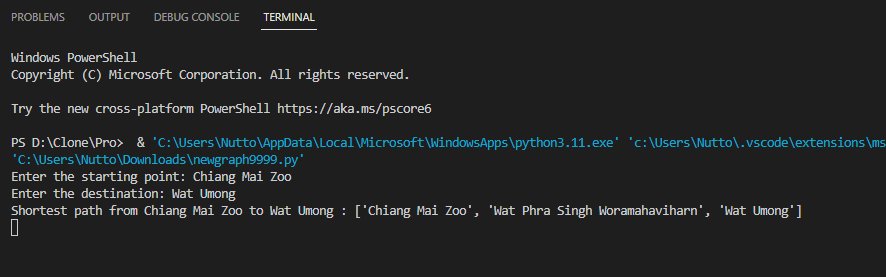 PROBLEMS OUTPUT DEBUG CONSOLE TERMINAL
Windows PowerShell
Copyright (C) Microsoft Corporation. All rights reserved.
Try the new cross-platform PowerShell https://aka.ms/pscore6
PS D:\Clone\Pro>  & 'C:\Users\Nutto\AppData\Local\Microsoft\WindowsApps\python3.11.exe' 'c:\Users\Nutto\.vscode\extensions\ms
'C:\Users\Nutto\Downloads\newgraph9999.py'
Enter the starting point: Chiang Mai Zoo
Enter the destination: Wat Umong
Shortest path from Chiang Mai Zoo to Wat Umong : ['Chiang Mai Zoo', 'Wat Phra Singh Woramahaviharn', 'Wat Umong']